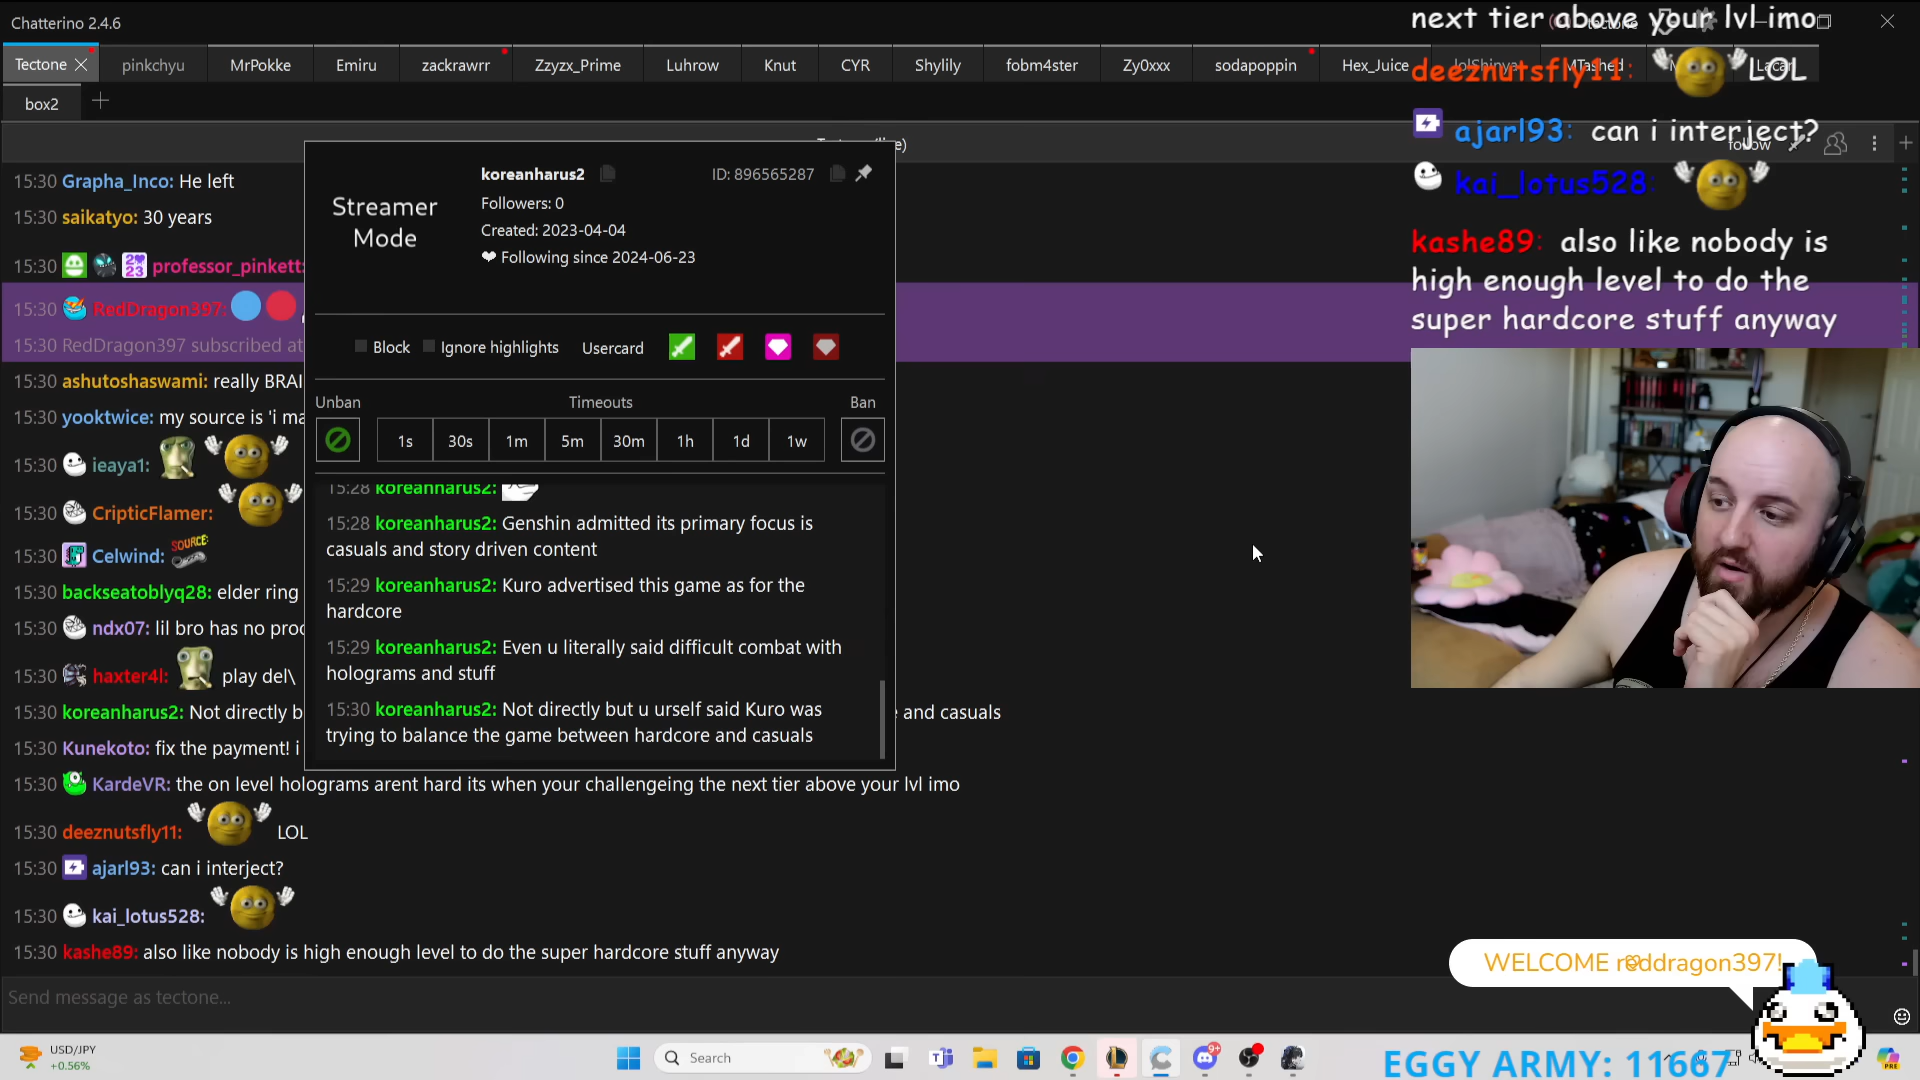 Chatterino 2.4.6
Tectone
pinkchyu
MrPokke
Emiru
zackrawrr
Zzyzx_Prime
Luhrow
Knut
CYR
Shylily
fobm4ster
Zy0xxx
sodapoppin
Hex_Juice
box2
koreanharus2
ID: 896565287
Streamer
Mode
Followers: 0
Created: 2023-04-04
Following since 2024-06-23
Block
Ignore highlights
Usercard
Unban
Timeouts
Ban
1s
30s
1m
5m
30m
1h
1d
1w
15:28 koreanharus2:
15:28 koreanharus2: Genshin admitted its primary focus is
casuals and story driven content
15:29 koreanharus2: Kuro advertised this game as for the
hardcore
15:29 koreanharus2: Even u literally said difficult combat with
holograms and stuff
15:30 koreanharus2: Not directly but u urself said Kuro was
trying to balance the game between hardcore and casuals
15:30 Grapha_Inco: He left
15:30 saikatyo: 30 years
15:30 professor_pinkett:
15:30 RedDragon397:
15:30 RedDragon397 subscribed at
15:30 ashutoshaswami: really BRAI
15:30 yooktwice: my source is 'i ma
15:30 ieaya1:
15:30 CripticFlamer:
15:30 Celwind: SOURCE:
15:30 backseatoblyq28: elder ring
15:30 ndx07: lil bro has no proo
15:30 haxter4l: play del\
15:30 koreanharus2: Not directly b
and casuals
15:30 Kunekoto: fix the payment! i
15:30 KardeVR: the on level holograms arent hard its when your challengeing the next tier above your lvl imo
15:30 deeznutsfly11: LOL
15:30 ajarl93: can i interject?
15:30 kai_lotus528:
15:30 kashe89: also like nobody is high enough level to do the super hardcore stuff anyway
Send message as tectone...
next tier above your lvl imo
deeznutsfly11: LOL
ajarl93: can i interject?
follow
kai_lotus528:
kashe89: also like nobody is
high enough level to do the
super hardcore stuff anyway
WELCOME reddragon397!
EGGY ARMY: 11667
USD/JPY
+0.56%
Search
9+
PRE